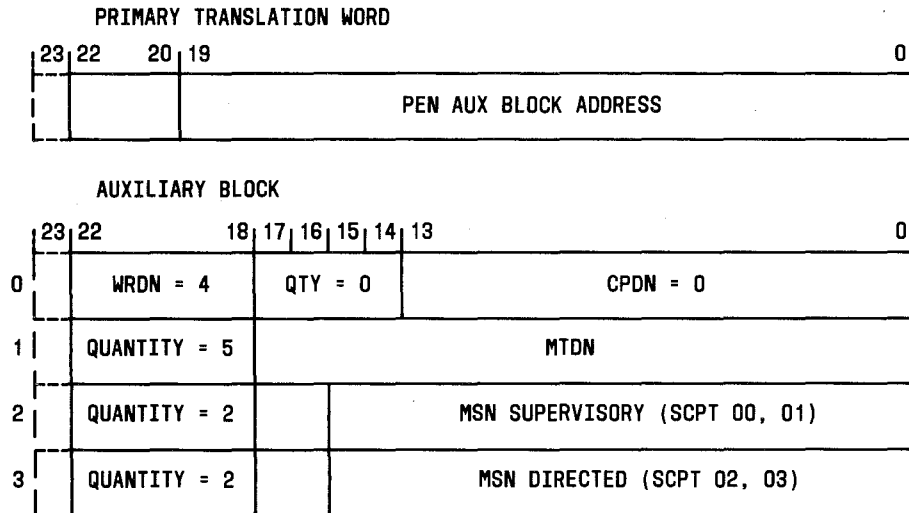 PRIMARY TRANSLATION WORD
23 22 20 19 0
PEN AUX BLOCK ADDRESS
AUXILIARY BLOCK
23 22 18 17 16 15 14 13 0
0 WRDN = 4 QTY = 0 CPDN = 0
1 QUANTITY = 5 MTDN
2 QUANTITY = 2 MSN SUPERVISORY (SCPT 00, 01)
3 QUANTITY = 2 MSN DIRECTED (SCPT 02, 03)